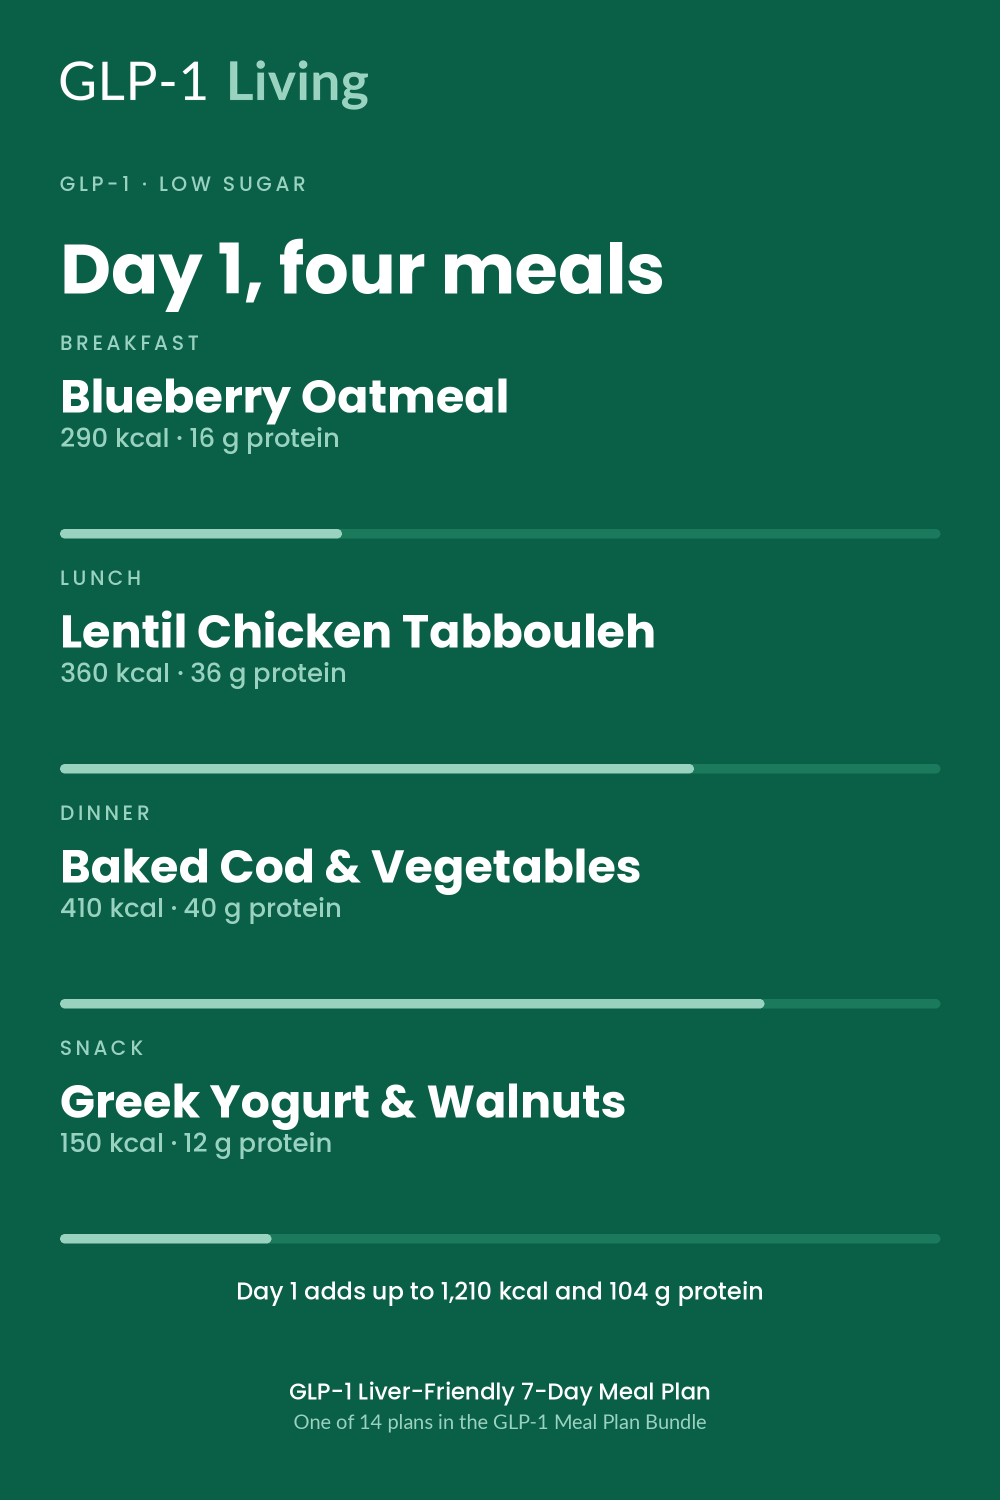 GLP-1 Living
GLP-1 · LOW SUGAR
Day 1, four meals
BREAKFAST
Blueberry Oatmeal
290 kcal · 16 g protein
LUNCH
Lentil Chicken Tabbouleh
360 kcal · 36 g protein
DINNER
Baked Cod & Vegetables
410 kcal · 40 g protein
SNACK
Greek Yogurt & Walnuts
150 kcal · 12 g protein
Day 1 adds up to 1,210 kcal and 104 g protein
GLP-1 Liver-Friendly 7-Day Meal Plan
One of 14 plans in the GLP-1 Meal Plan Bundle